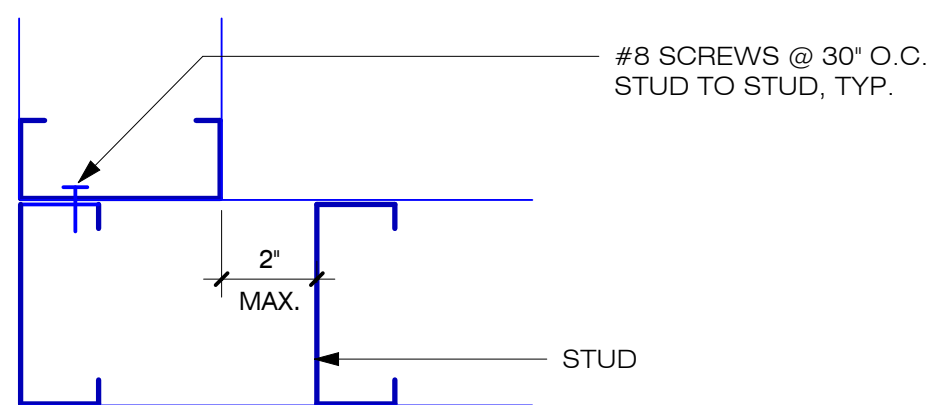 #8 SCREWS @ 30" O.C.
STUD TO STUD, TYP.
2"
MAX.
STUD